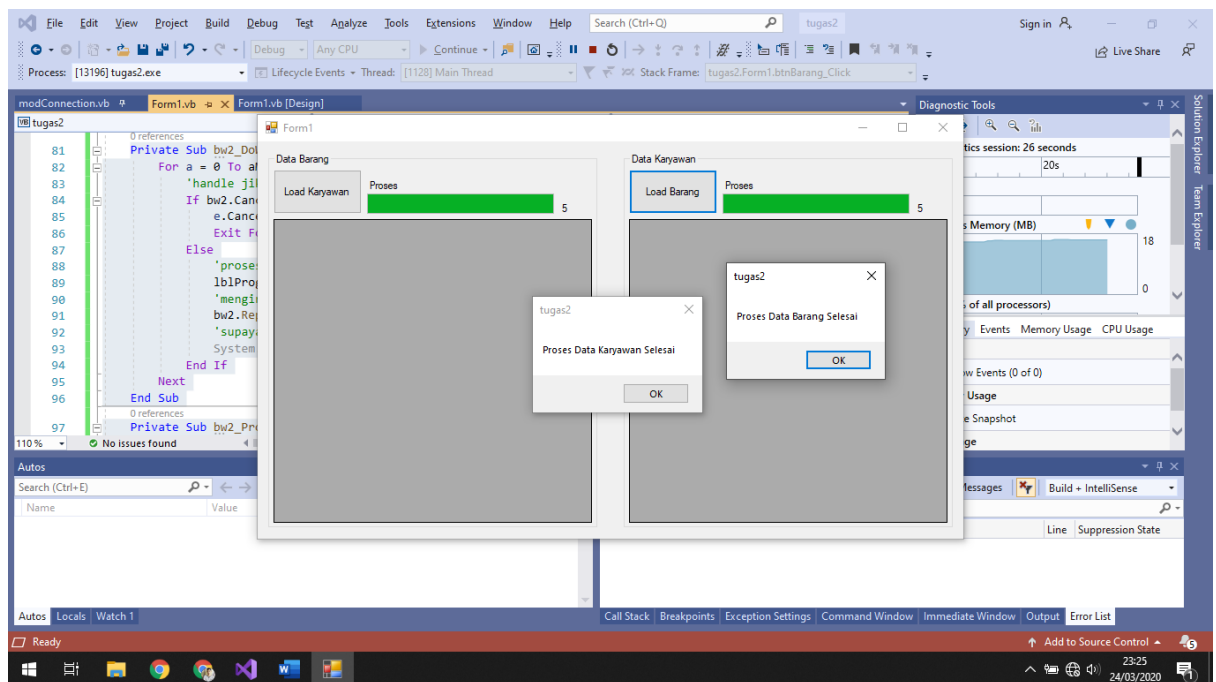 File Edit View Project Build Debug Test Analyze Tools Extensions Window Help Search (Ctrl+Q) tugas2 Sign in
Debug Any CPU Continue Live Share
Process: [13196] tugas2.exe Lifecycle Events Thread: [1128] Main Thread Stack Frame: tugas2.Form1.btnBarang_Click
modConnection.vb Form1.vb Form1.vb [Design]
Diagnostic Tools
tugas2
0 references
81 Private Sub bw2_Do
82 For a = 0 To
83 'handle
84 If bw2.Can
85 e.Canc
86 Exit
87 Else
88 'prose
89 lblPro
90 'mengi
91 bw2.Re
92 'supay
93 System
94 End If
95 Next
96 End Sub
0 references
97 Private Sub bw2_Pr
110 % No issues found
Form1
Data Barang
Load Karyawan
Proses
5
Data Karyawan
Load Barang
Proses
5
tugas2
Proses Data Karyawan Selesai
OK
tugas2
Proses Data Barang Selesai
OK
tics session: 26 seconds
20s
s Memory (MB)
18
0
of all processors)
y Events Memory Usage CPU Usage
ow Events (0 of 0)
Usage
e Snapshot
ge
Solution Explorer
Team Explorer
Autos
Search (Ctrl+E)
Name Value
Messages Build + IntelliSense
Line Suppression State
Autos Locals Watch 1
Call Stack Breakpoints Exception Settings Command Window Immediate Window Output Error List
Ready Add to Source Control 5
23:25
24/03/2020
1